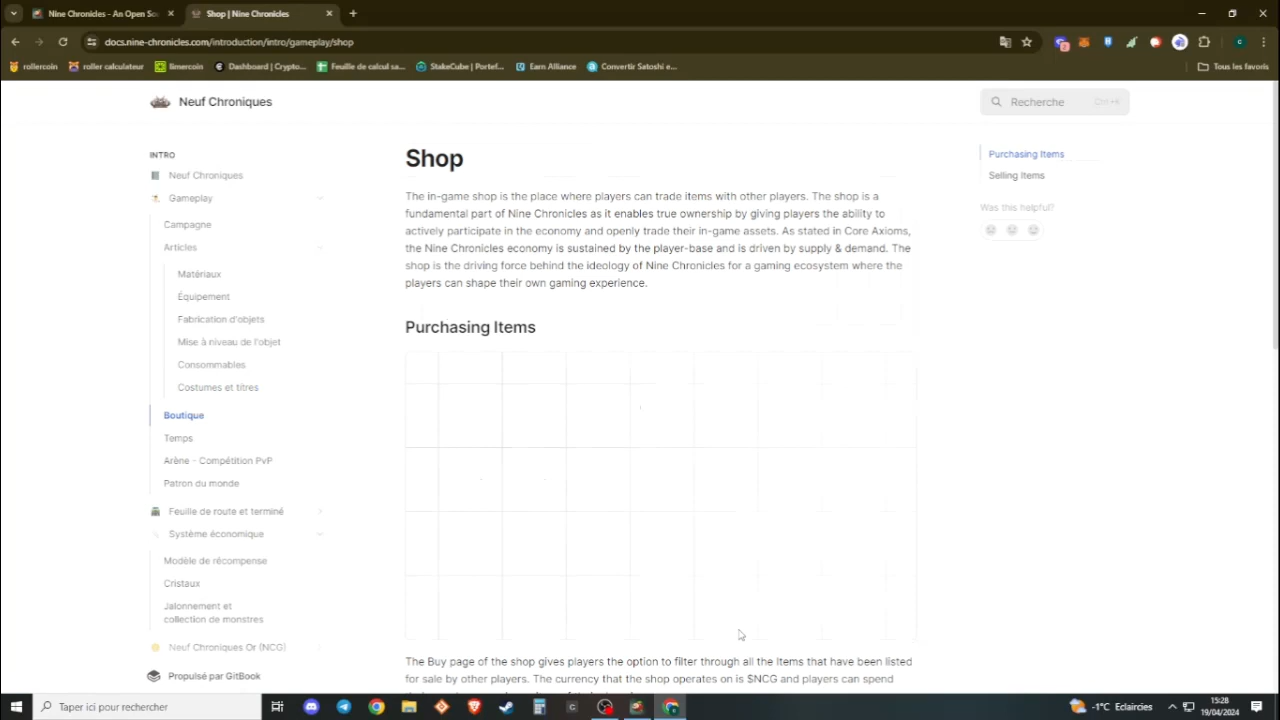 Nine Chronicles - An Open So
Shop | Nine Chronicles
docs.nine-chronicles.com/introduction/intro/gameplay/shop
rollercoin
roller calculateur
limercoin
Dashboard | Crypto...
Feuille de calcul sa...
StakeCube | Portef...
Earn Alliance
Convertir Satoshi e...
Tous les favoris
Neuf Chroniques
Recherche
Ctrl+K
INTRO
Neuf Chroniques
Gameplay
Campagne
Articles
Matériaux
Équipement
Fabrication d'objets
Mise à niveau de l'objet
Consommables
Costumes et titres
Boutique
Temps
Arène - Compétition PvP
Patron du monde
Feuille de route et terminé
Système économique
Modèle de récompense
Cristaux
Jalonnement et
collection de monstres
Neuf Chroniques Or (NCG)
Propulsé par GitBook
Shop
The in-game shop is the place where players can trade items with other players. The shop is a
fundamental part of Nine Chronicles as it enables true ownership by giving players the ability to
actively participate in the economy and openly trade their in-game assets. As stated in Core Axioms,
the Nine Chronicles economy is sustained by the player-base and is driven by supply & demand. The
shop is the driving force behind the ideology of Nine Chronicles for a gaming ecosystem where the
players can shape their own gaming experience.
Purchasing Items
The Buy page of the shop gives players the option to filter through all the Items that have been listed
for sale by other players. The currency that the shop operates on is $NCG and players can spend
Purchasing Items
Selling Items
Was this helpful?
Taper ici pour rechercher
-1°C Eclaircies
15:28
19/04/2024